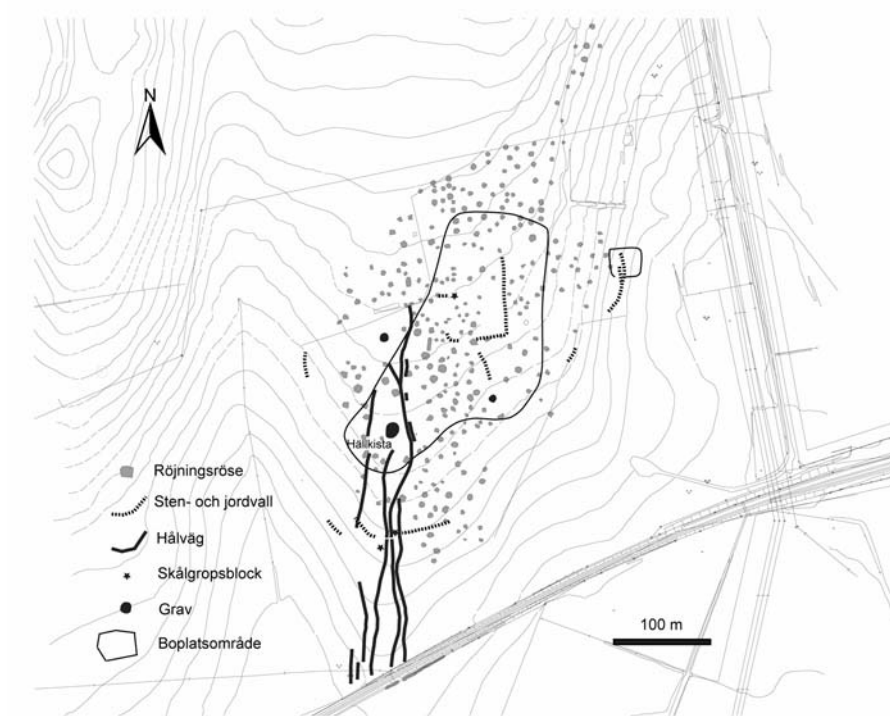 N
Hällkista
Röjningsröse
Sten- och jordvall
Hålväg
Skålgropsblock
Grav
Boplatsområde
100 m